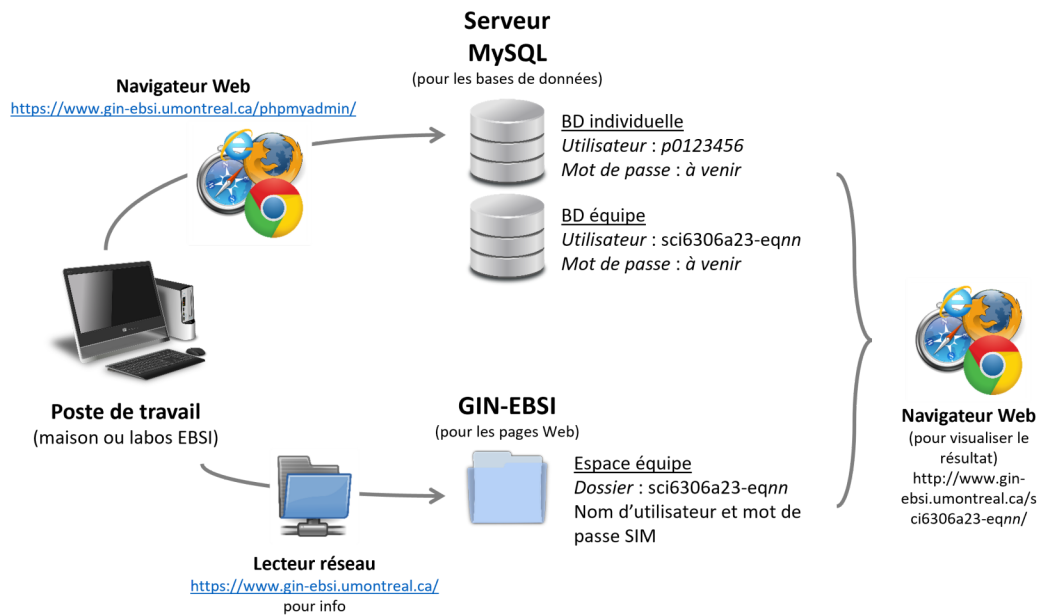 Serveur
MySQL
(pour les bases de données)
Navigateur Web
https://www.gin-ebsi.umontreal.ca/phpmyadmin/
BD individuelle
Utilisateur : p0123456
Mot de passe : à venir
BD équipe
Utilisateur : sci6306a23-eqnn
Mot de passe : à venir
Poste de travail
(maison ou labos EBSI)
GIN-EBSI
(pour les pages Web)
Espace équipe
Dossier : sci6306a23-eqnn
Nom d’utilisateur et mot de
passe SIM
Lecteur réseau
https://www.gin-ebsi.umontreal.ca/
pour info
Navigateur Web
(pour visualiser le
résultat)
http://www.gin-
ebsi.umontreal.ca/s
ci6306a23-eqnn/